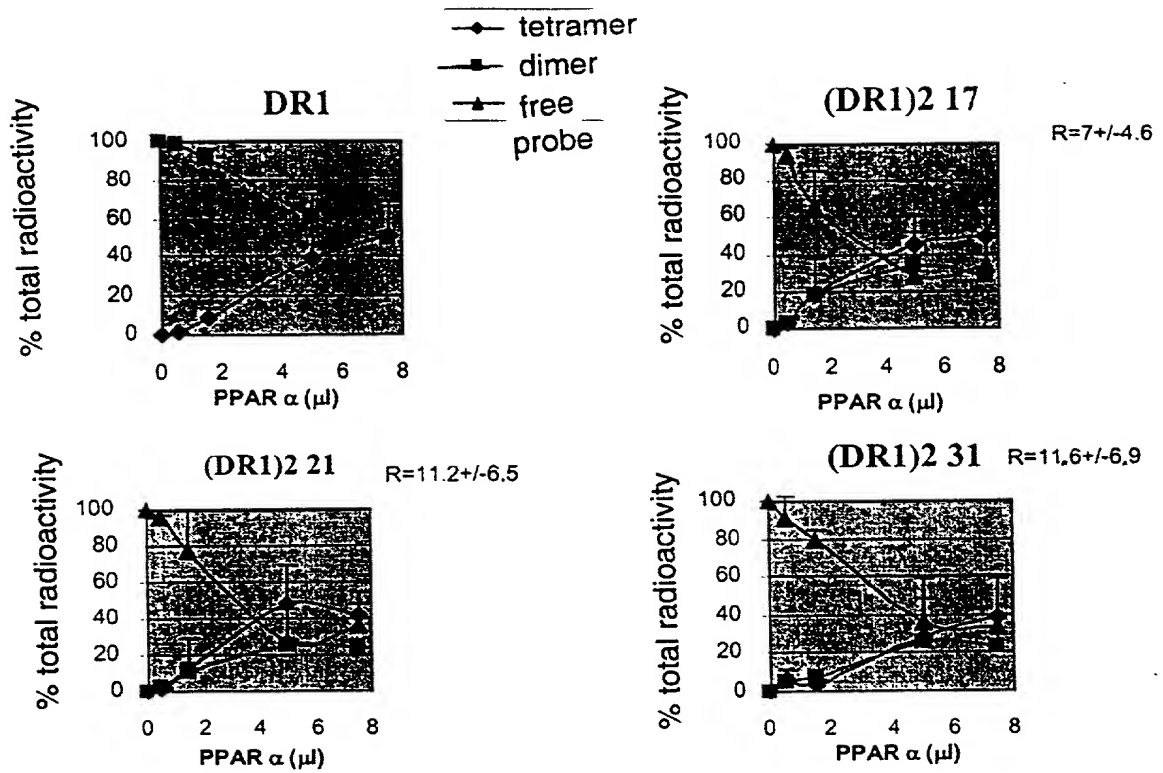 tetramer
dimer
free
probe
DR1
% total radioactivity
100
80
60
40
20
0
0 2 4 6 8
PPAR α (µl)
(DR1)2 17
R=7+/-4.6
% total radioactivity
100
80
60
40
20
0
0 2 4 6 8
PPAR α (µl)
(DR1)2 21
R=11.2+/-6.5
% total radioactivity
100
80
60
40
20
0
0 2 4 6 8
PPAR α (µl)
(DR1)2 31
R=11.6+/-6.9
% total radioactivity
100
80
60
40
20
0
0 2 4 6 8
PPAR α (µl)